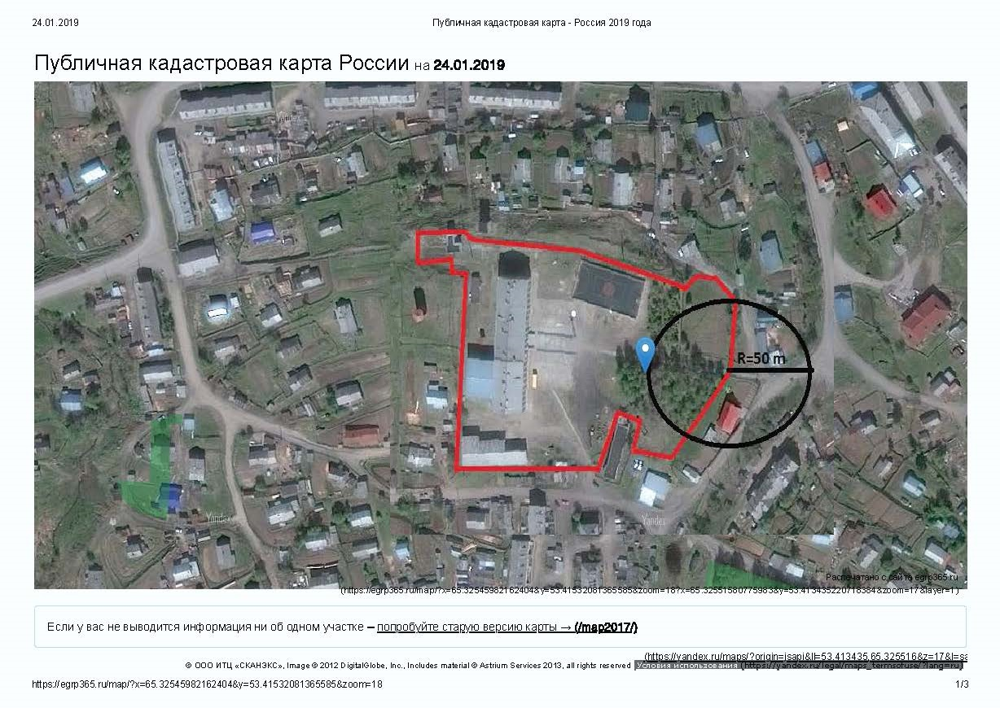 24.01.2019
Публичная кадастровая карта - Россия 2019 года
Публичная кадастровая карта России на 24.01.2019
Yandex
R=50 m
Yandex
Yandex
Распечатано с сайта egrp365.ru
(https://egrp365.ru/map/?x=65.32545982162404&y=53.41532081365585&zoom=18?x=65.32551580775983&y=53.413435220718384&zoom=17&layer=1)
Если у вас не выводится информация ни об одном участке – попробуйте старую версию карты → (/map2017/)
(https://yandex.ru/maps/?origin=jsapi&ll=53.413435,65.325516&z=17&l=sa
© ООО ИТЦ «СКАНЭКС», Image © 2012 DigitalGlobe, Inc., Includes material © Astrium Services 2013, all rights reserved Условия использования (https://yandex.ru/legal/maps_termsofuse/?lang=ru)
https://egrp365.ru/map/?x=65.32545982162404&y=53.41532081365585&zoom=18
1/3